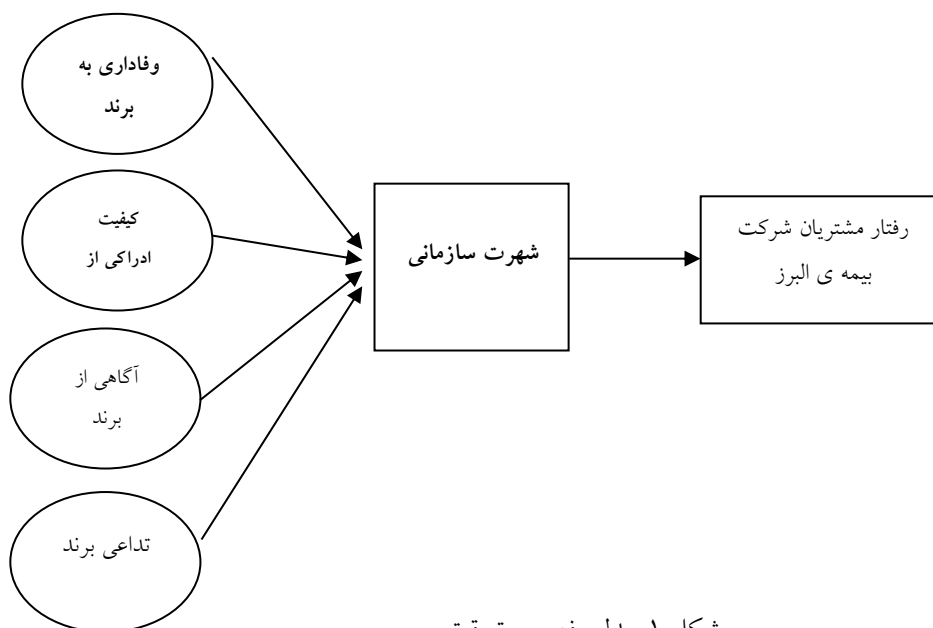 وفاداری به
برند
کیفیت
ادراکی از
آگاهی از
برند
تداعی برند
شهرت سازمانی
رفتار مشتریان شرکت
بیمه ی البرز